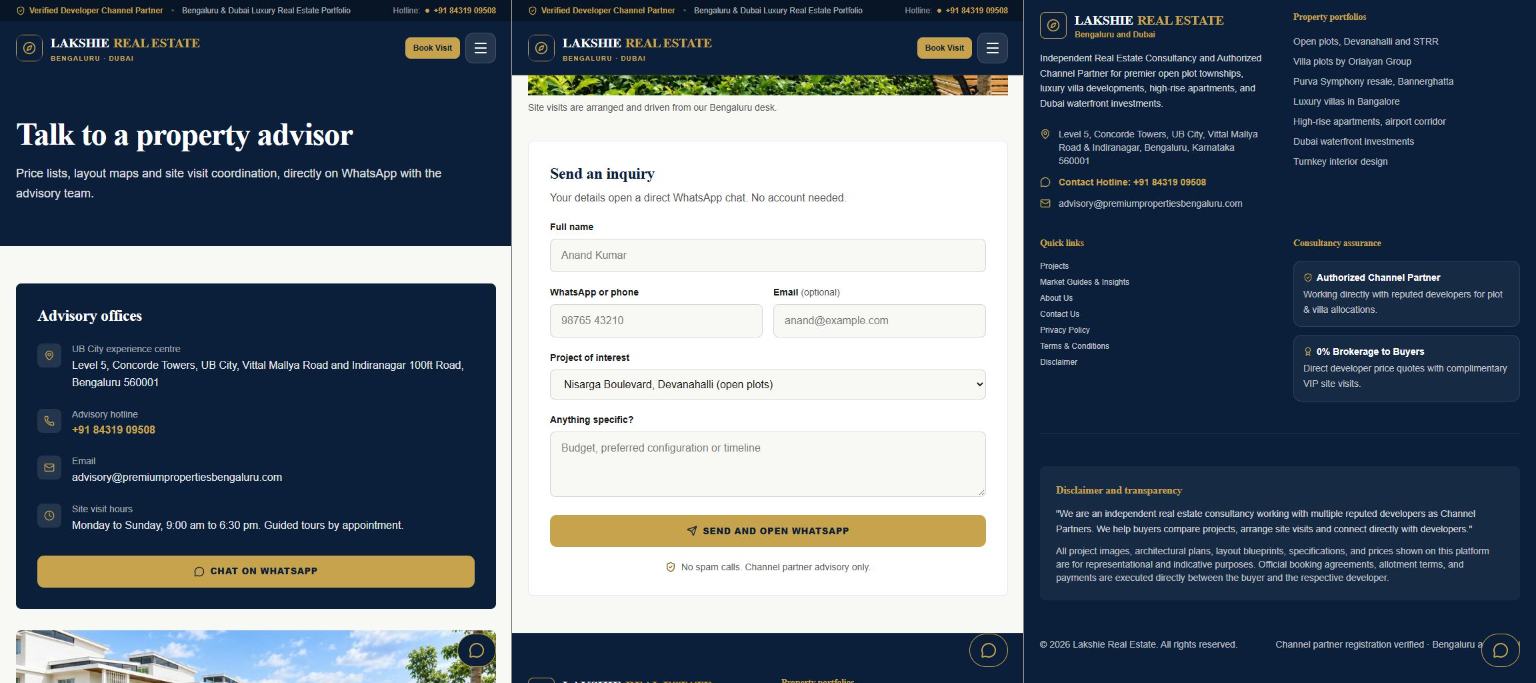 Verified Developer Channel Partner • Bengaluru & Dubai Luxury Real Estate Portfolio Hotline: ● +91 84319 09508
LAKSHIE REAL ESTATE
BENGALURU · DUBAI
Book Visit
Talk to a property advisor
Price lists, layout maps and site visit coordination, directly on WhatsApp with the
advisory team.
Advisory offices
UB City experience centre
Level 5, Concorde Towers, UB City, Vittal Mallya Road and Indiranagar 100ft Road,
Bengaluru 560001
Advisory hotline
+91 84319 09508
Email
advisory@premiumpropertiesbengaluru.com
Site visit hours
Monday to Sunday, 9:00 am to 6:30 pm. Guided tours by appointment.
CHAT ON WHATSAPP
Verified Developer Channel Partner • Bengaluru & Dubai Luxury Real Estate Portfolio Hotline: ● +91 84319 09508
LAKSHIE REAL ESTATE
BENGALURU · DUBAI
Book Visit
Site visits are arranged and driven from our Bengaluru desk.
Send an inquiry
Your details open a direct WhatsApp chat. No account needed.
Full name
Anand Kumar
WhatsApp or phone
98765 43210
Email (optional)
anand@example.com
Project of interest
Nisarga Boulevard, Devanahalli (open plots)
Anything specific?
Budget, preferred configuration or timeline
SEND AND OPEN WHATSAPP
No spam calls. Channel partner advisory only.
LAKSHIE REAL ESTATE
Property portfolios
LAKSHIE REAL ESTATE
Bengaluru and Dubai
Independent Real Estate Consultancy and Authorized
Channel Partner for premier open plot townships,
luxury villa developments, high-rise apartments, and
Dubai waterfront investments.
Level 5, Concorde Towers, UB City, Vittal Mallya
Road & Indiranagar, Bengaluru, Karnataka
560001
Contact Hotline: +91 84319 09508
advisory@premiumpropertiesbengaluru.com
Property portfolios
Open plots, Devanahalli and STRR
Villa plots by Orlaiyan Group
Purva Symphony resale, Bannerghatta
Luxury villas in Bangalore
High-rise apartments, airport corridor
Dubai waterfront investments
Turnkey interior design
Quick links
Projects
Market Guides & Insights
About Us
Contact Us
Privacy Policy
Terms & Conditions
Disclaimer
Consultancy assurance
Authorized Channel Partner
Working directly with reputed developers for plot
& villa allocations.
0% Brokerage to Buyers
Direct developer price quotes with complimentary
VIP site visits.
Disclaimer and transparency
"We are an independent real estate consultancy working with multiple reputed developers as Channel
Partners. We help buyers compare projects, arrange site visits and connect directly with developers."
All project images, architectural plans, layout blueprints, specifications, and prices shown on this platform
are for representational and indicative purposes. Official booking agreements, allotment terms, and
payments are executed directly between the buyer and the respective developer.
© 2026 Lakshie Real Estate. All rights reserved.
Channel partner registration verified · Bengaluru